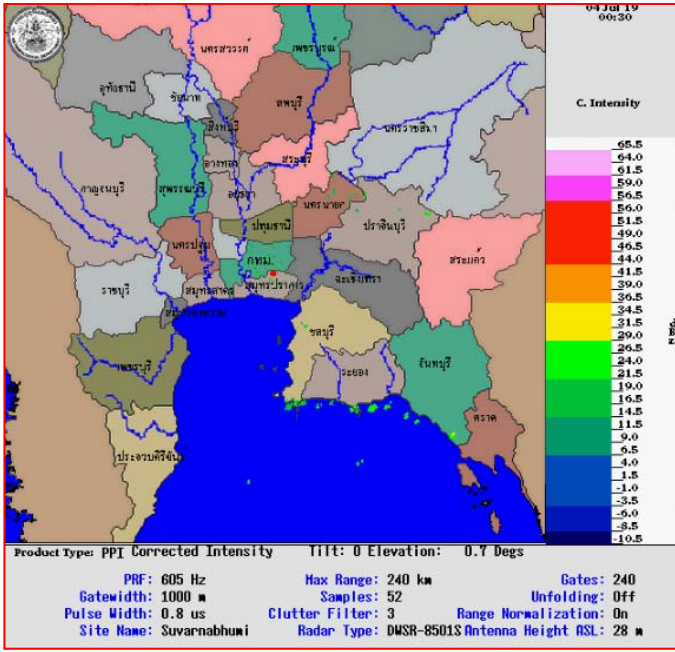 04 Jul 19
00:30
C. Intensity
นครสวรรค์
เพชรบูรณ์
อุทัยธานี
ชัยนาท
ลพบุรี
สิงห์บุรี
นครราชสีมา
อ่างทอง
สระบุรี
กาญจนบุรี
สุพรรณบุรี
อยุธยา
นครนายก
ปราจีนบุรี
ปทุมธานี
นครปฐม
กทม.
สระแก้ว
ราชบุรี
สมุทรสาคร
สมุทรปราการ
ฉะเชิงเทรา
ชลบุรี
เพชรบุรี
ระยอง
จันทบุรี
ตราด
ประจวบคีรีขัน
65.5
64.0
61.5
59.0
56.5
56.0
51.5
49.0
46.5
44.0
41.5
39.0
36.5
34.5
31.5
29.0
26.5
24.0
21.5
19.0
16.5
14.5
11.5
9.0
6.5
4.0
1.5
-1.0
-3.5
-6.0
-8.5
-10.5
Product Type: PPI Corrected Intensity Tilt: 0 Elevation: 0.7 Degs
PRF: 605 Hz Max Range: 240 km Gates: 240
Gatewidth: 1000 m Samples: 52 Unfolding: Off
Pulse Width: 0.8 us Clutter Filter: 3 Range Normalization: On
Site Name: Suvarnabhumi Radar Type: DWSR-8501S Antenna Height ASL: 28 m